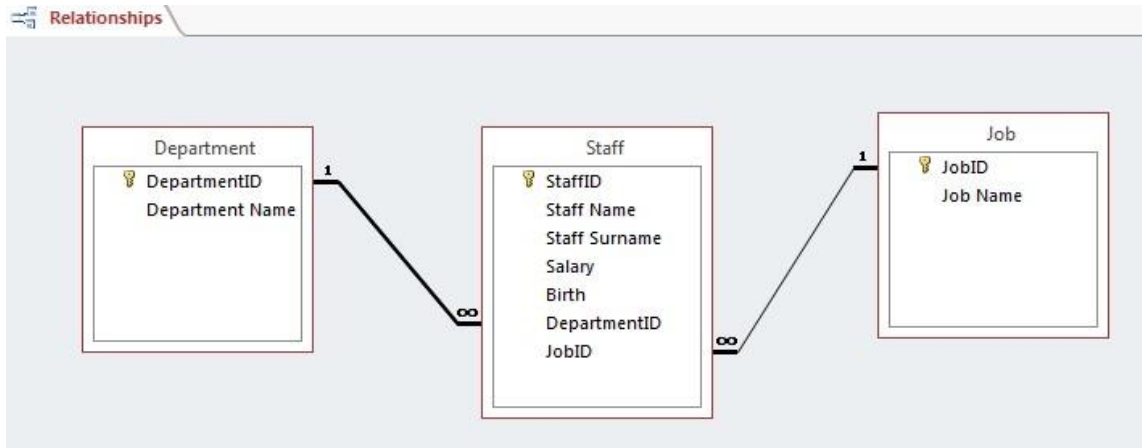 Relationships
Department
DepartmentID
Department Name
1
∞
Staff
StaffID
Staff Name
Staff Surname
Salary
Birth
DepartmentID
JobID
∞
1
Job
JobID
Job Name